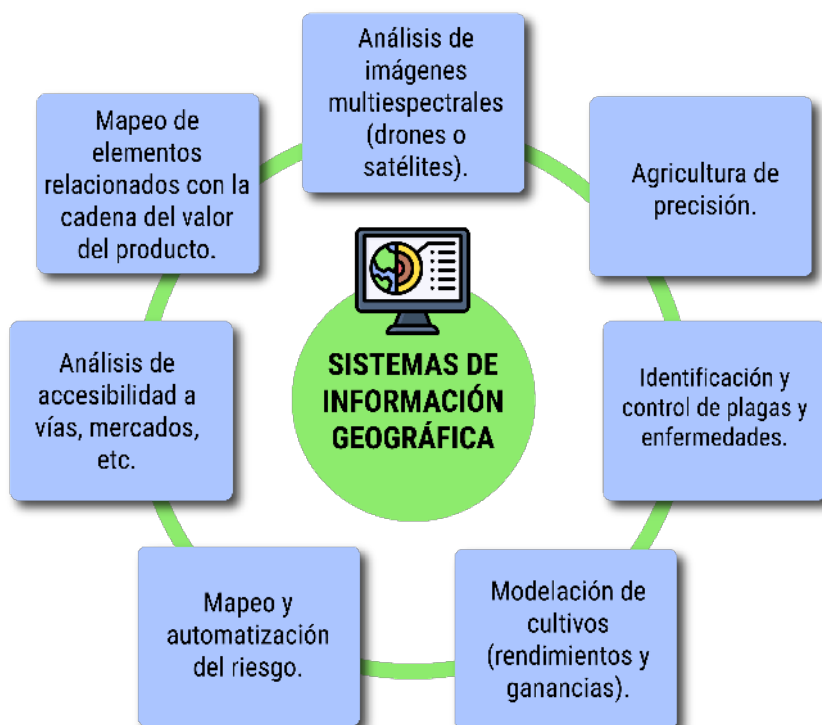 Análisis de
imágenes
multiespectrales
(drones o
satélites).
Agricultura de
precisión.
Identificación y
control de plagas y
enfermedades.
Modelación de
cultivos
(rendimientos y
ganancias).
Mapeo y
automatización
del riesgo.
Análisis de
accesibilidad a
vías, mercados,
etc.
Mapeo de
elementos
relacionados con la
cadena del valor
del producto.
SISTEMAS DE
INFORMACIÓN
GEOGRÁFICA